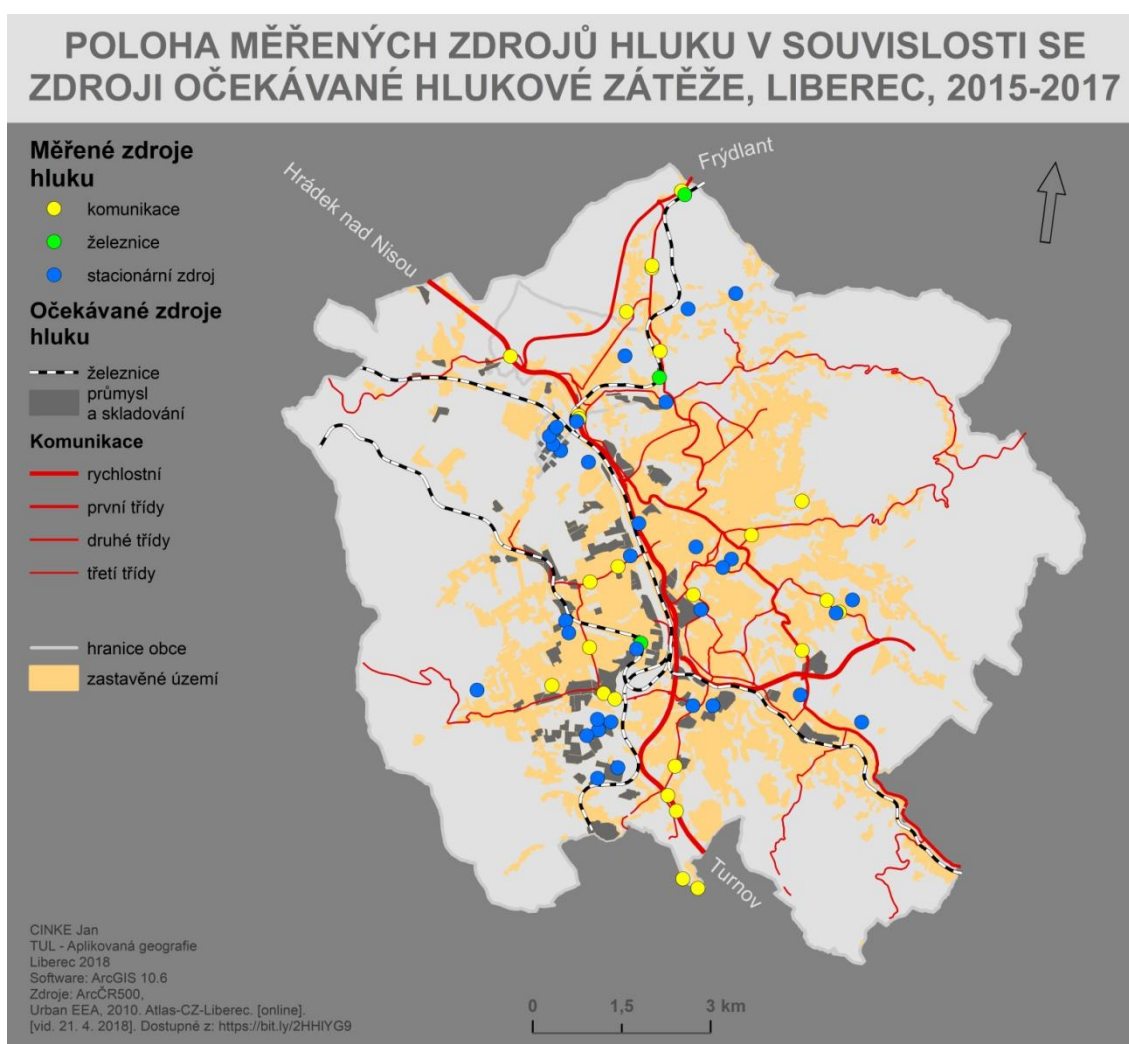 POLOHA MĚŘENÝCH ZDROJŮ HLUKU V SOUVISLOSTI SE
ZDROJI OČEKÁVANÉ HLUKOVÉ ZÁTĚŽE, LIBEREC, 2015-2017
Měřené zdroje
hluku
komunikace
železnice
stacionární zdroj
Očekávané zdroje
hluku
železnice
průmysl
a skladování
Komunikace
rychlostní
první třídy
druhé třídy
třetí třídy
hranice obce
zastavěné území
Hrádek nad Nisou
Frýdlant
Turnov
CINKE Jan
TUL - Aplikovaná geografie
Liberec 2018
Software: ArcGIS 10.6
Zdroje: ArcČR500,
Urban EEA, 2010. Atlas-CZ-Liberec. [online].
[vid. 21. 4. 2018]. Dostupné z: https://bit.ly/2HHIYG9
0 1,5 3 km